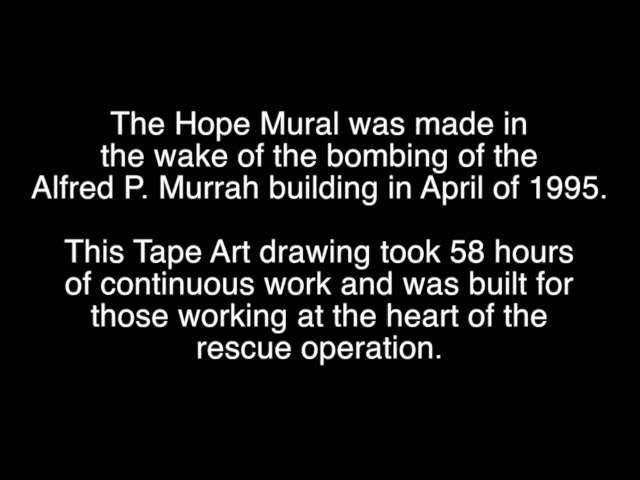 The Hope Mural was made in
the wake of the bombing of the
Alfred P. Murrah building in April of 1995.
This Tape Art drawing took 58 hours
of continuous work and was built for
those working at the heart of the
rescue operation.